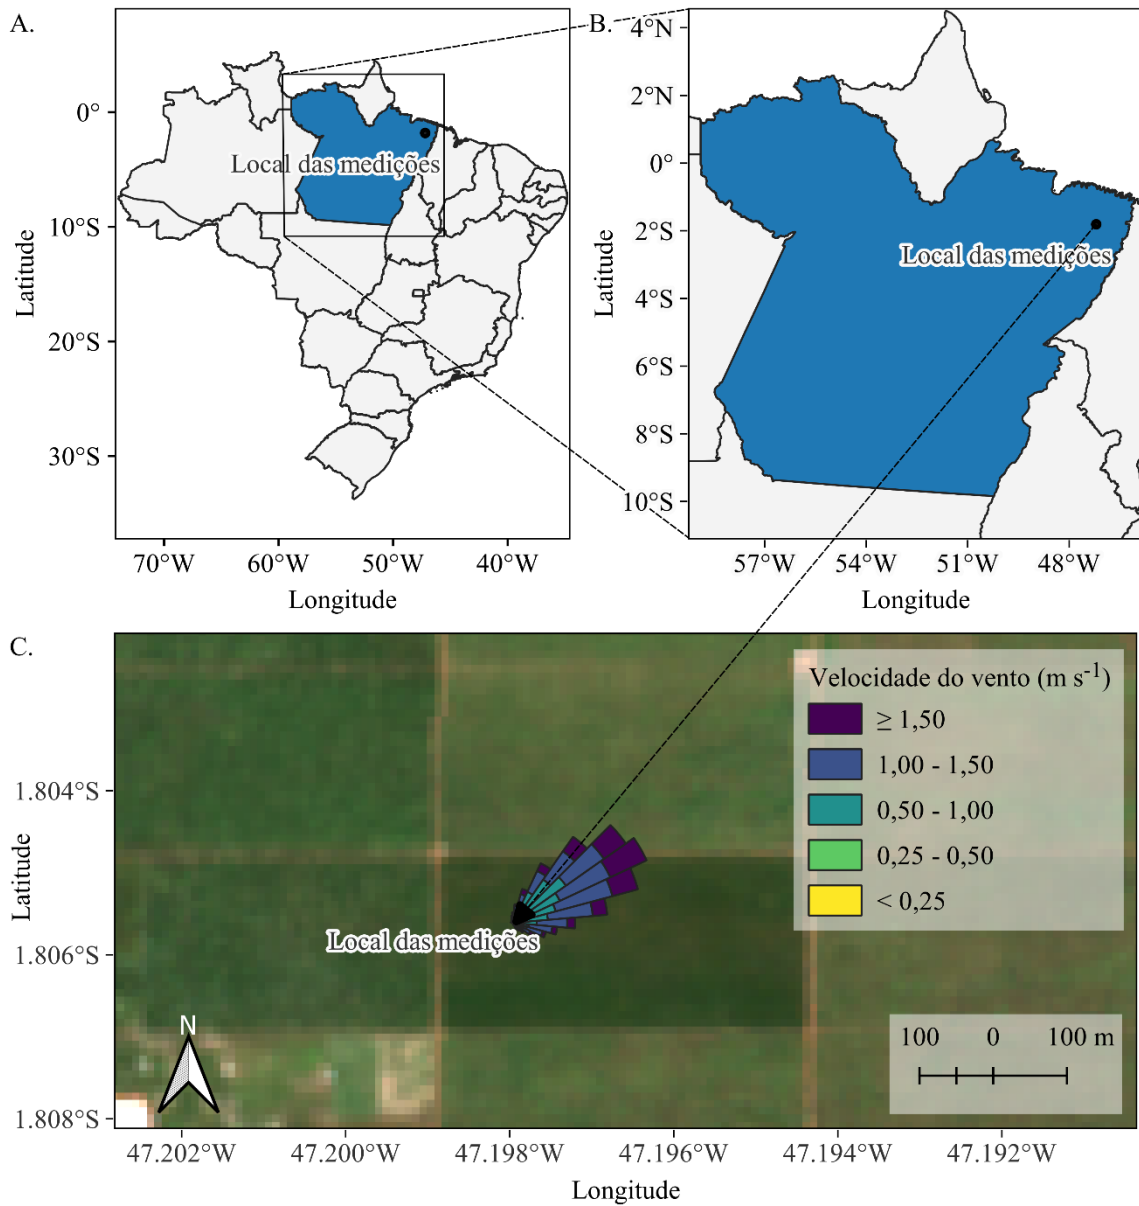 A.
0°
10°S
20°S
30°S
Latitude
70°W 60°W 50°W 40°W
Longitude
Local das medições
B.
4°N
2°N
0°
2°S
4°S
6°S
8°S
10°S
Latitude
57°W 54°W 51°W 48°W
Longitude
Local das medições
C.
1.804°S
1.806°S
1.808°S
Latitude
47.202°W 47.200°W 47.198°W 47.196°W 47.194°W 47.192°W
Longitude
Local das medições
N
Velocidade do vento (m s-1)
≥ 1,50
1,00 - 1,50
0,50 - 1,00
0,25 - 0,50
< 0,25
100 0 100 m